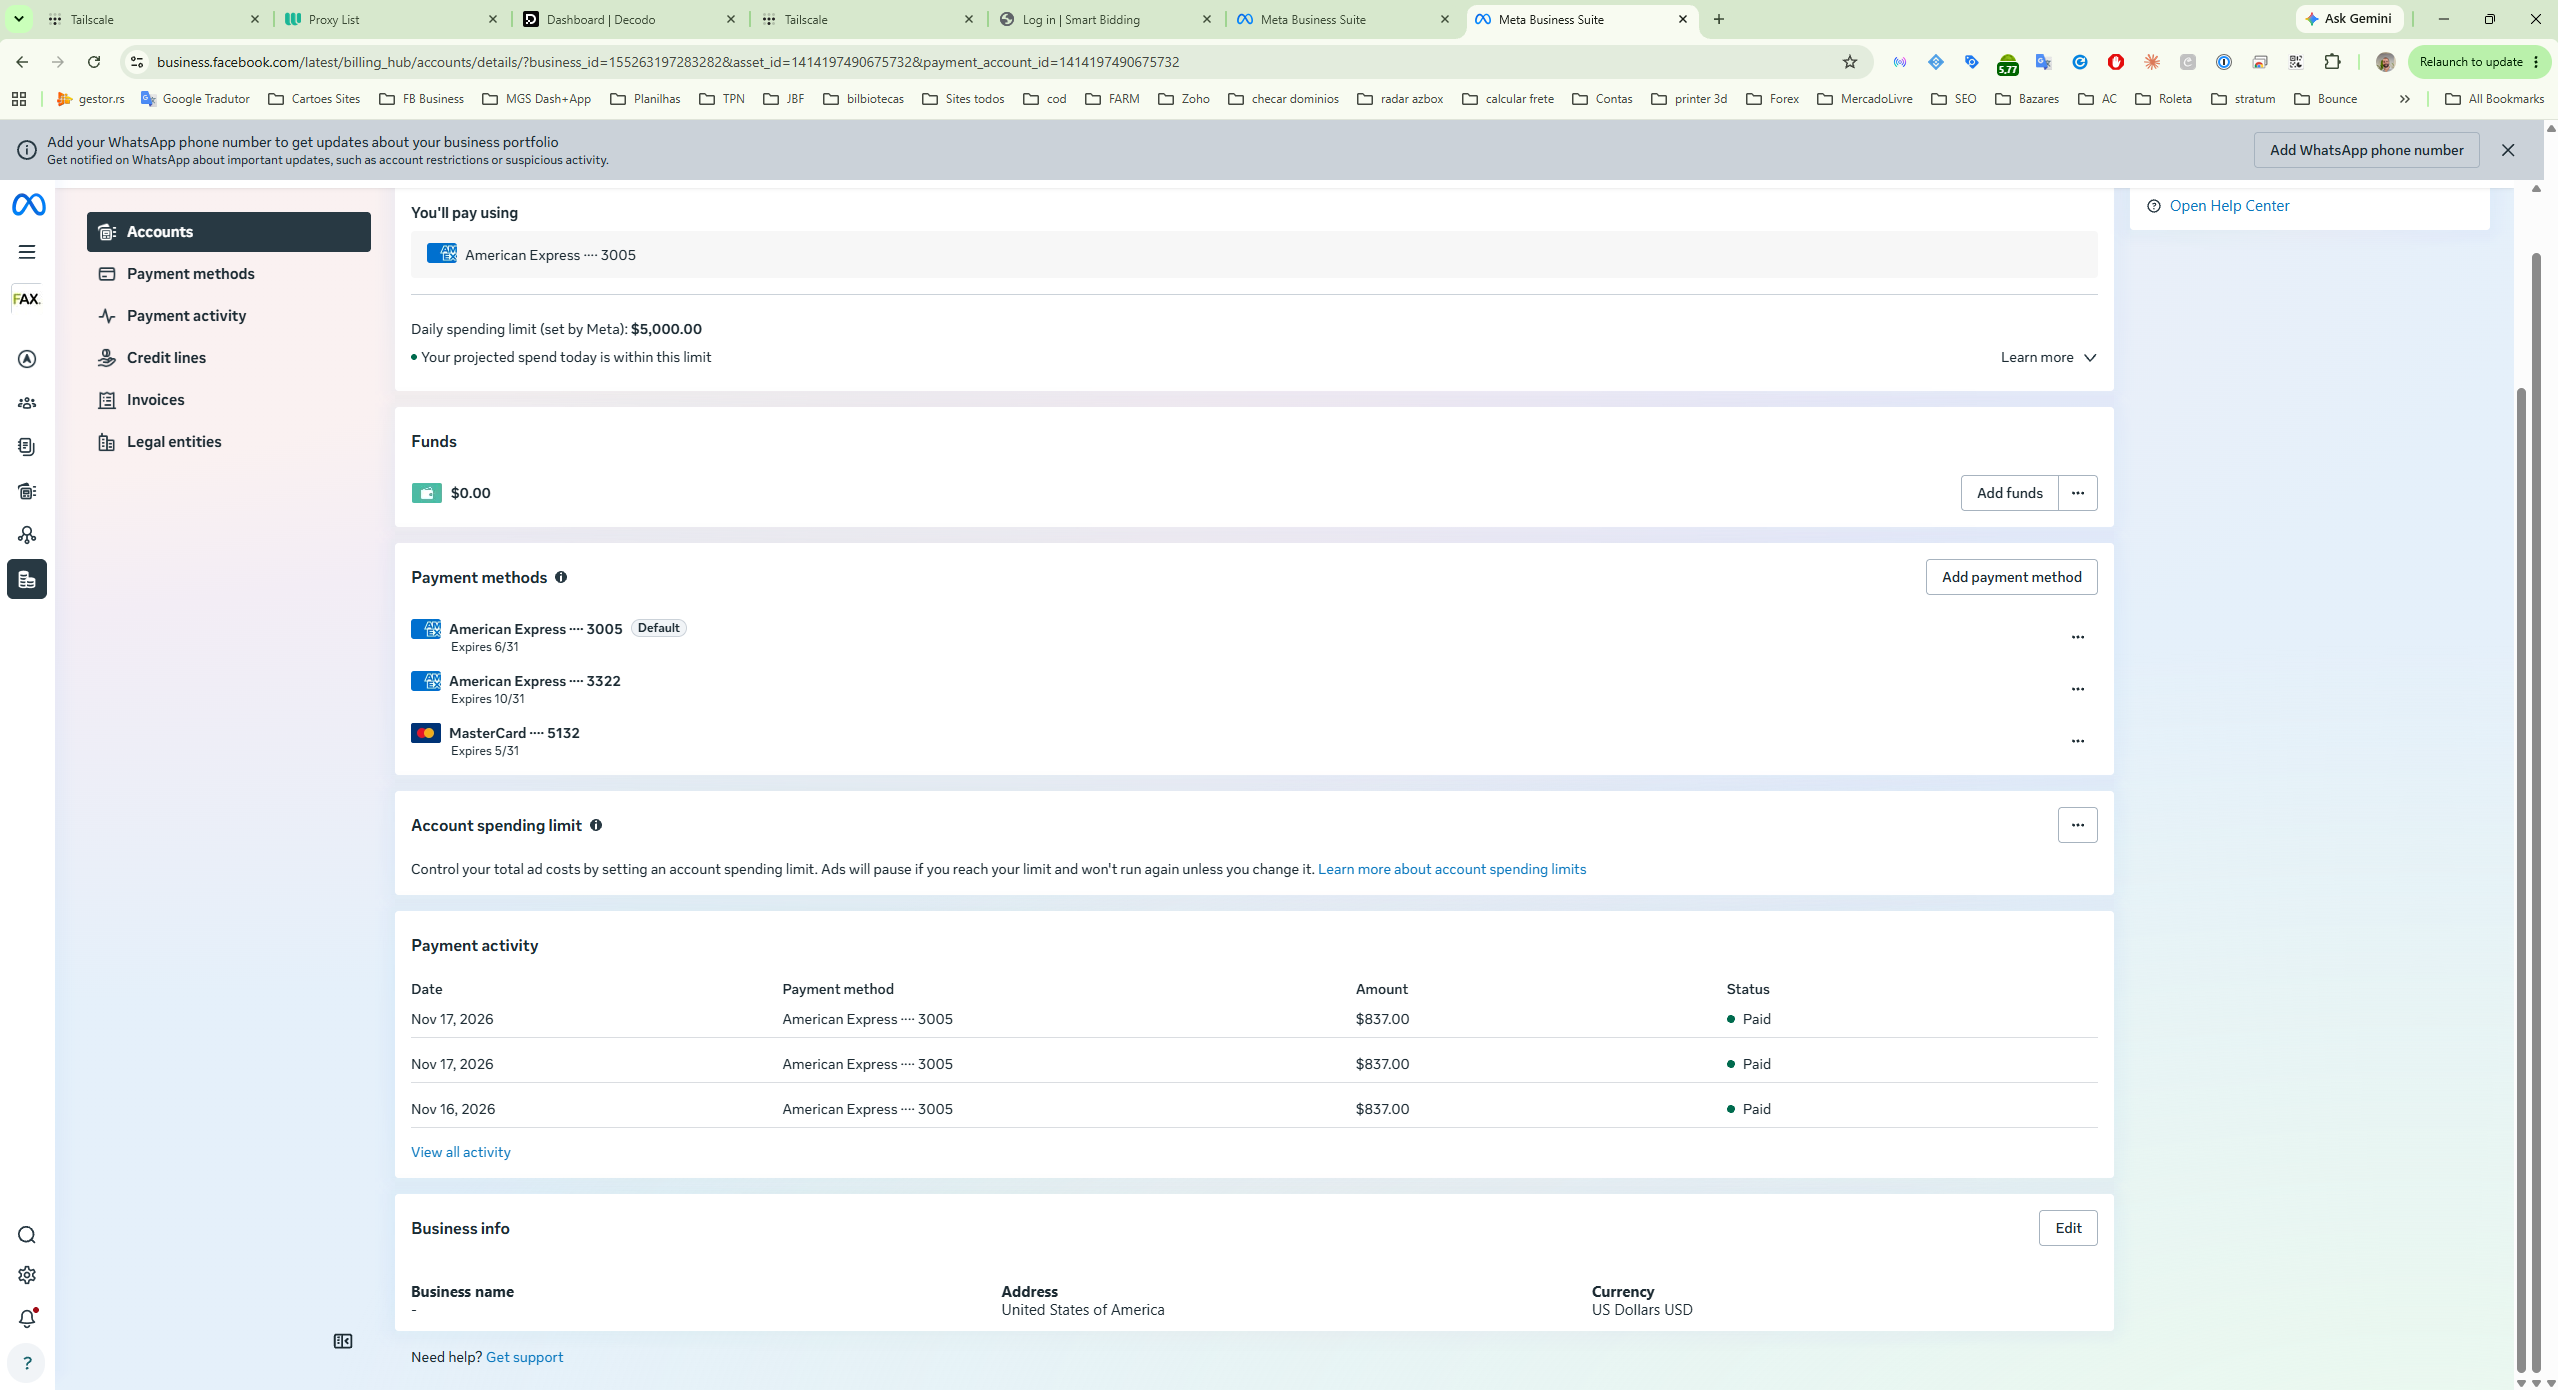 Tailscale
Proxy List
Dashboard | Decodo
Tailscale
Log in | Smart Bidding
Meta Business Suite
Meta Business Suite
Ask Gemini
business.facebook.com/latest/billing_hub/accounts/details/?business_id=155263197283282&asset_id=1414197490675732&payment_account_id=1414197490675732
5,77
Relaunch to update
gestor.rs
Google Tradutor
Cartoes Sites
FB Business
MGS Dash+App
Planilhas
TPN
JBF
bilbiotecas
Sites todos
cod
FARM
Zoho
checar dominios
radar azbox
calcular frete
Contas
printer 3d
Forex
MercadoLivre
SEO
Bazares
AC
Roleta
stratum
Bounce
All Bookmarks
Add your WhatsApp phone number to get updates about your business portfolio
Get notified on WhatsApp about important updates, such as account restrictions or suspicious activity.
Add WhatsApp phone number
FAX.
Accounts
Payment methods
Payment activity
Credit lines
Invoices
Legal entities
Open Help Center
You'll pay using
American Express ···· 3005
Daily spending limit (set by Meta): $5,000.00
Your projected spend today is within this limit
Learn more
Funds
$0.00
Add funds
Payment methods
Add payment method
American Express ···· 3005 Default
Expires 6/31
American Express ···· 3322
Expires 10/31
MasterCard ···· 5132
Expires 5/31
Account spending limit
Control your total ad costs by setting an account spending limit. Ads will pause if you reach your limit and won't run again unless you change it. Learn more about account spending limits
Payment activity
Date Payment method Amount Status
Nov 17, 2026 American Express ···· 3005 $837.00 Paid
Nov 17, 2026 American Express ···· 3005 $837.00 Paid
Nov 16, 2026 American Express ···· 3005 $837.00 Paid
View all activity
Business info
Edit
Business name Address Currency
- United States of America US Dollars USD
Need help? Get support